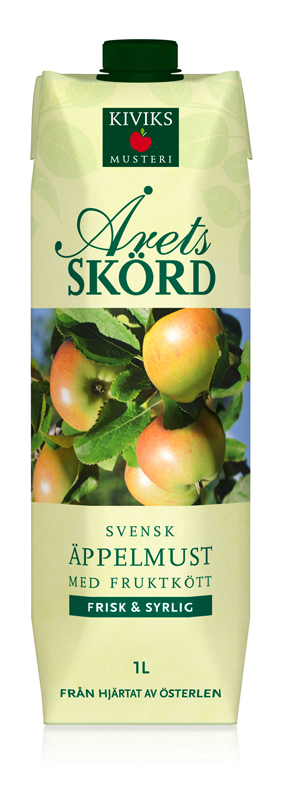 KIVIKS
MUSTERI
Årets
SKÖRD
SVENSK
ÄPPELMUST
MED FRUKTKÖTT
FRISK & SYRLIG
1L
FRÅN HJÄRTAT AV ÖSTERLEN